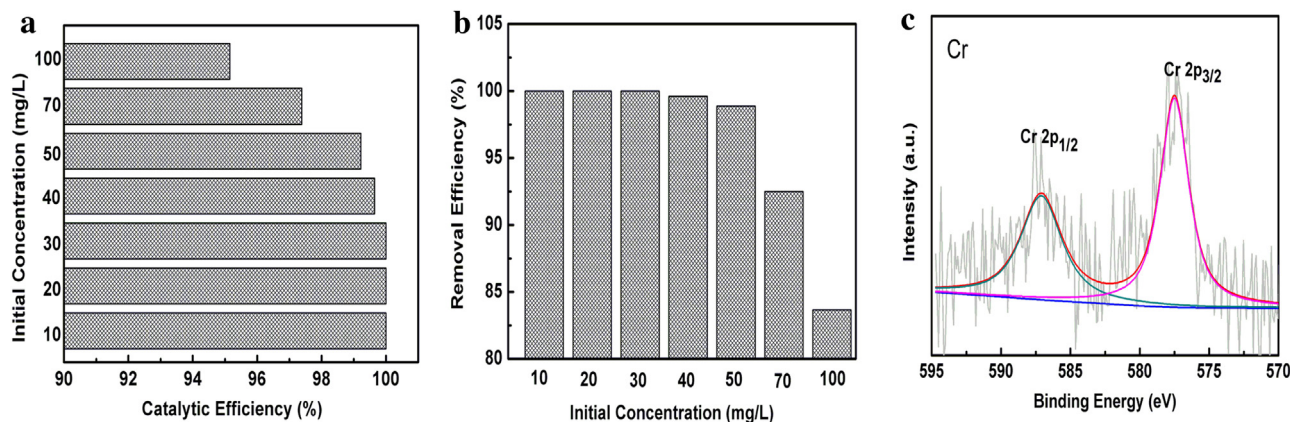 a
Initial Concentration (mg/L)
100
70
50
40
30
20
10
90 92 94 96 98 100
Catalytic Efficiency (%)
b
Removal Efficiency (%)
105
100
95
90
85
80
10 20 30 40 50 70 100
Initial Concentration (mg/L)
c
Cr
Cr 2p3/2
Cr 2p1/2
Intensity (a.u.)
595 590 585 580 575 570
Binding Energy (eV)